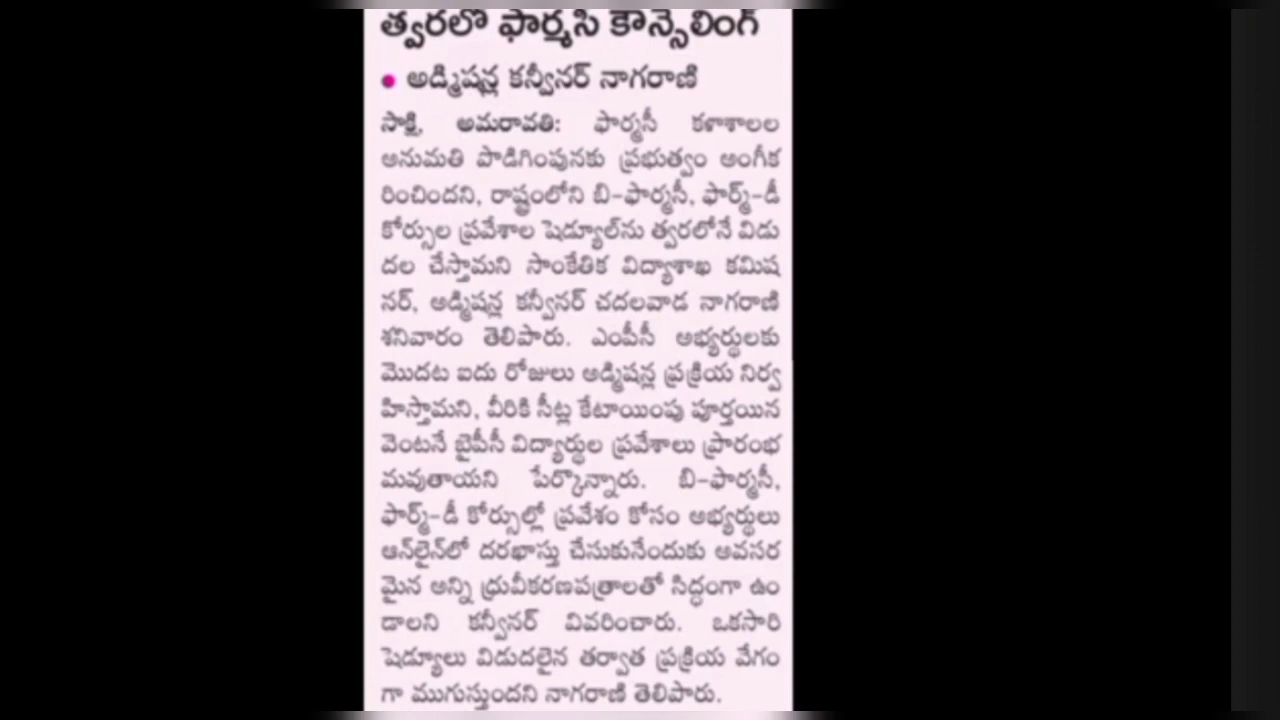 త్వరలో ఫార్మసీ కౌన్సెలింగ్
• అడ్మిషన్ల కన్వీనర్ నాగరాణి
సాక్షి, అమరావతి: ఫార్మసీ కళాశాలల
అనుమతి పొడిగింపునకు ప్రభుత్వం అంగీక
రించిందని, రాష్ట్రంలోని బి-ఫార్మసీ, ఫార్మ్-డీ
కోర్సుల ప్రవేశాల షెడ్యూల్‌ను త్వరలోనే విడు
దల చేస్తామని సాంకేతిక విద్యాశాఖ కమిష
నర్, అడ్మిషన్ల కన్వీనర్ చదలవాడ నాగరాణి
శనివారం తెలిపారు. ఎంపీసీ అభ్యర్థులకు
మొదట ఐదు రోజులు అడ్మిషన్ల ప్రక్రియ నిర్వ
హిస్తామని, వీరికి సీట్ల కేటాయింపు పూర్తయిన
వెంటనే బైపీసీ విద్యార్థుల ప్రవేశాలు ప్రారంభ
మవుతాయని పేర్కొన్నారు. బి-ఫార్మసీ,
ఫార్మ్-డీ కోర్సుల్లో ప్రవేశం కోసం అభ్యర్థులు
ఆన్‌లైన్‌లో దరఖాస్తు చేసుకునేందుకు అవసర
మైన అన్ని ధ్రువీకరణపత్రాలతో సిద్ధంగా ఉం
డాలని కన్వీనర్ వివరించారు. ఒకసారి
షెడ్యూలు విడుదలైన తర్వాత ప్రక్రియ వేగం
గా ముగుస్తుందని నాగరాణి తెలిపారు.